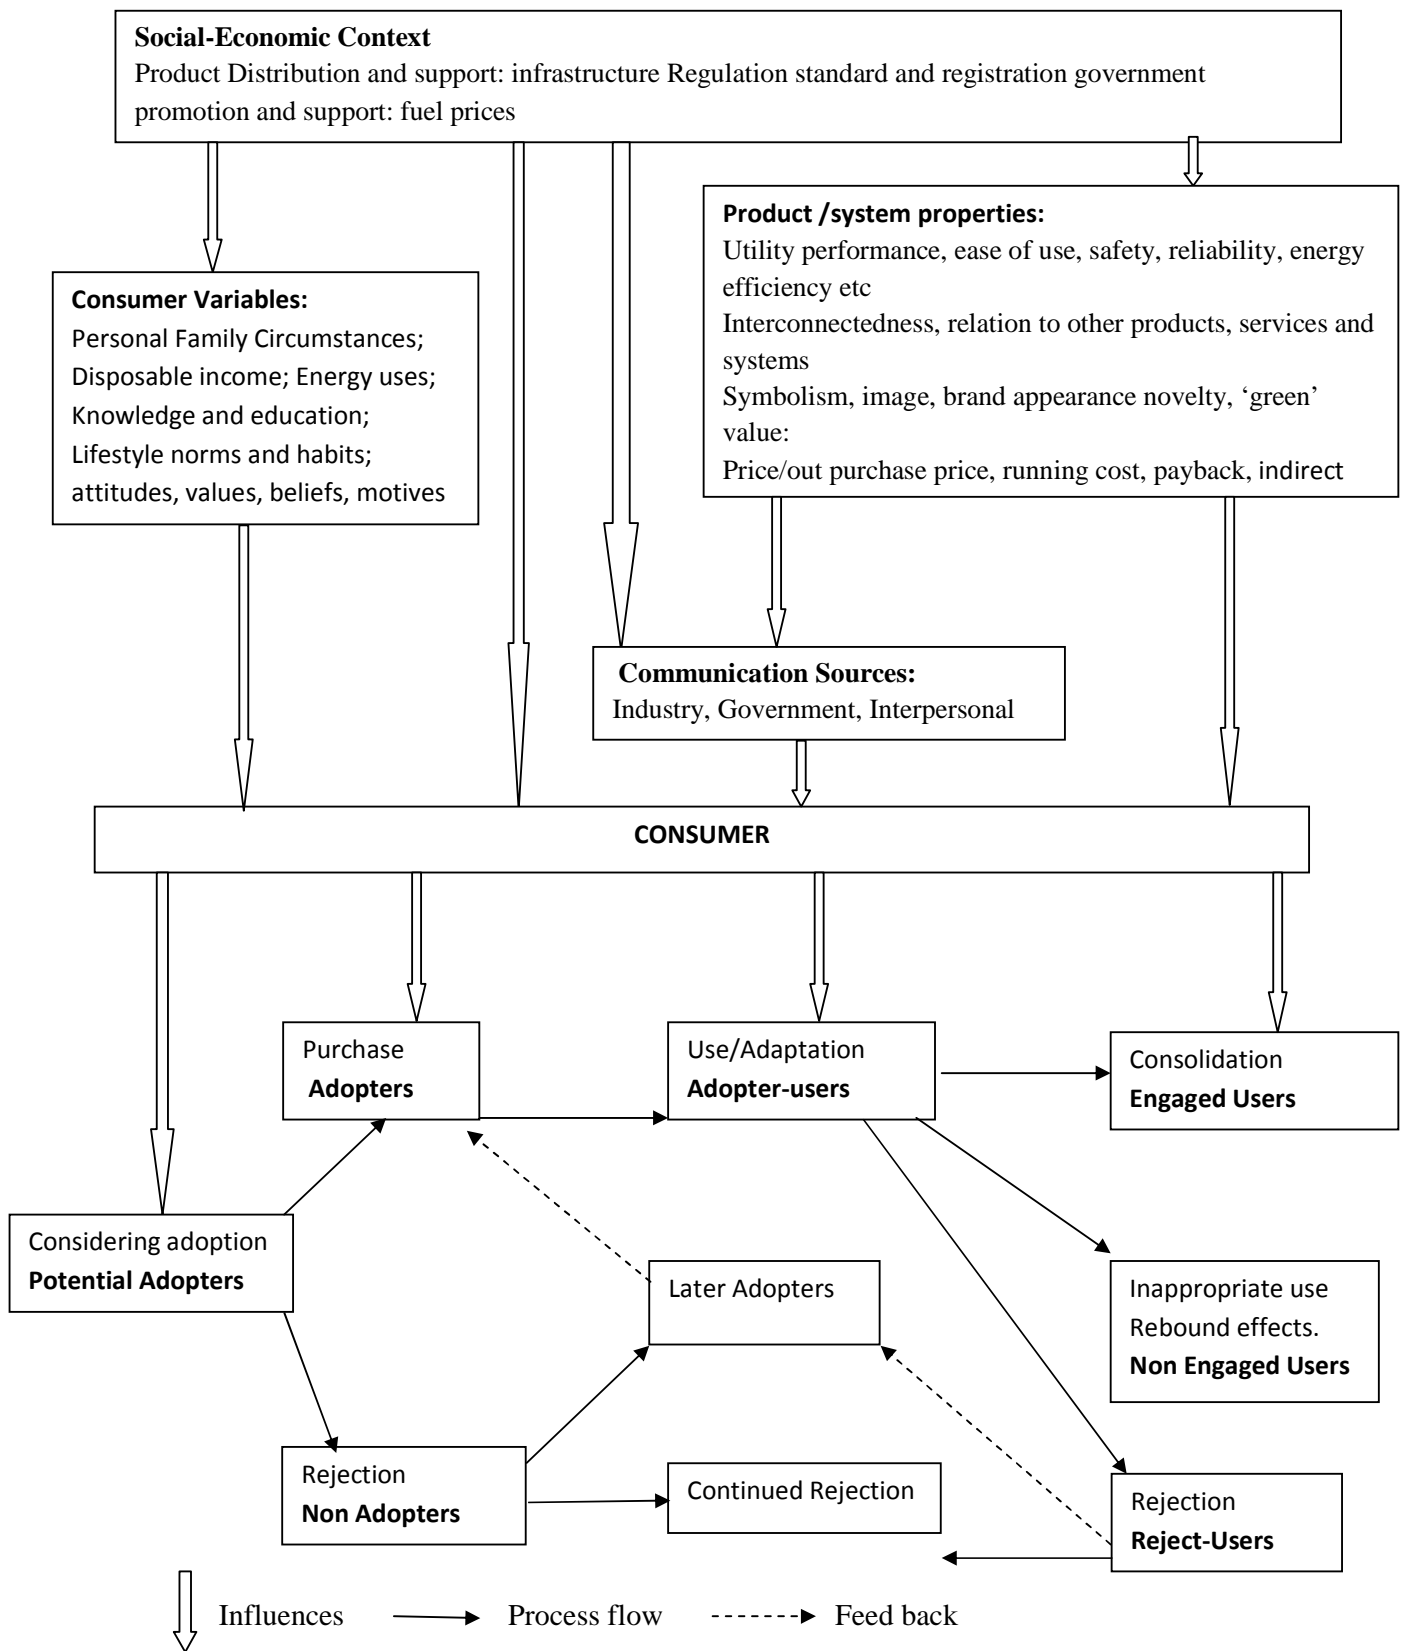 Social-Economic Context
Product Distribution and support: infrastructure Regulation standard and registration government
promotion and support: fuel prices
Product /system properties:
Utility performance, ease of use, safety, reliability, energy
efficiency etc
Interconnectedness, relation to other products, services and
systems
Symbolism, image, brand appearance novelty, ‘green’
value:
Price/out purchase price, running cost, payback, indirect
Consumer Variables:
Personal Family Circumstances;
Disposable income; Energy uses;
Knowledge and education;
Lifestyle norms and habits;
attitudes, values, beliefs, motives
Communication Sources:
Industry, Government, Interpersonal
CONSUMER
Purchase
Adopters
Use/Adaptation
Adopter-users
Consolidation
Engaged Users
Considering adoption
Potential Adopters
Later Adopters
Inappropriate use
Rebound effects.
Non Engaged Users
Rejection
Non Adopters
Continued Rejection
Rejection
Reject-Users
Influences
Process flow
Feed back